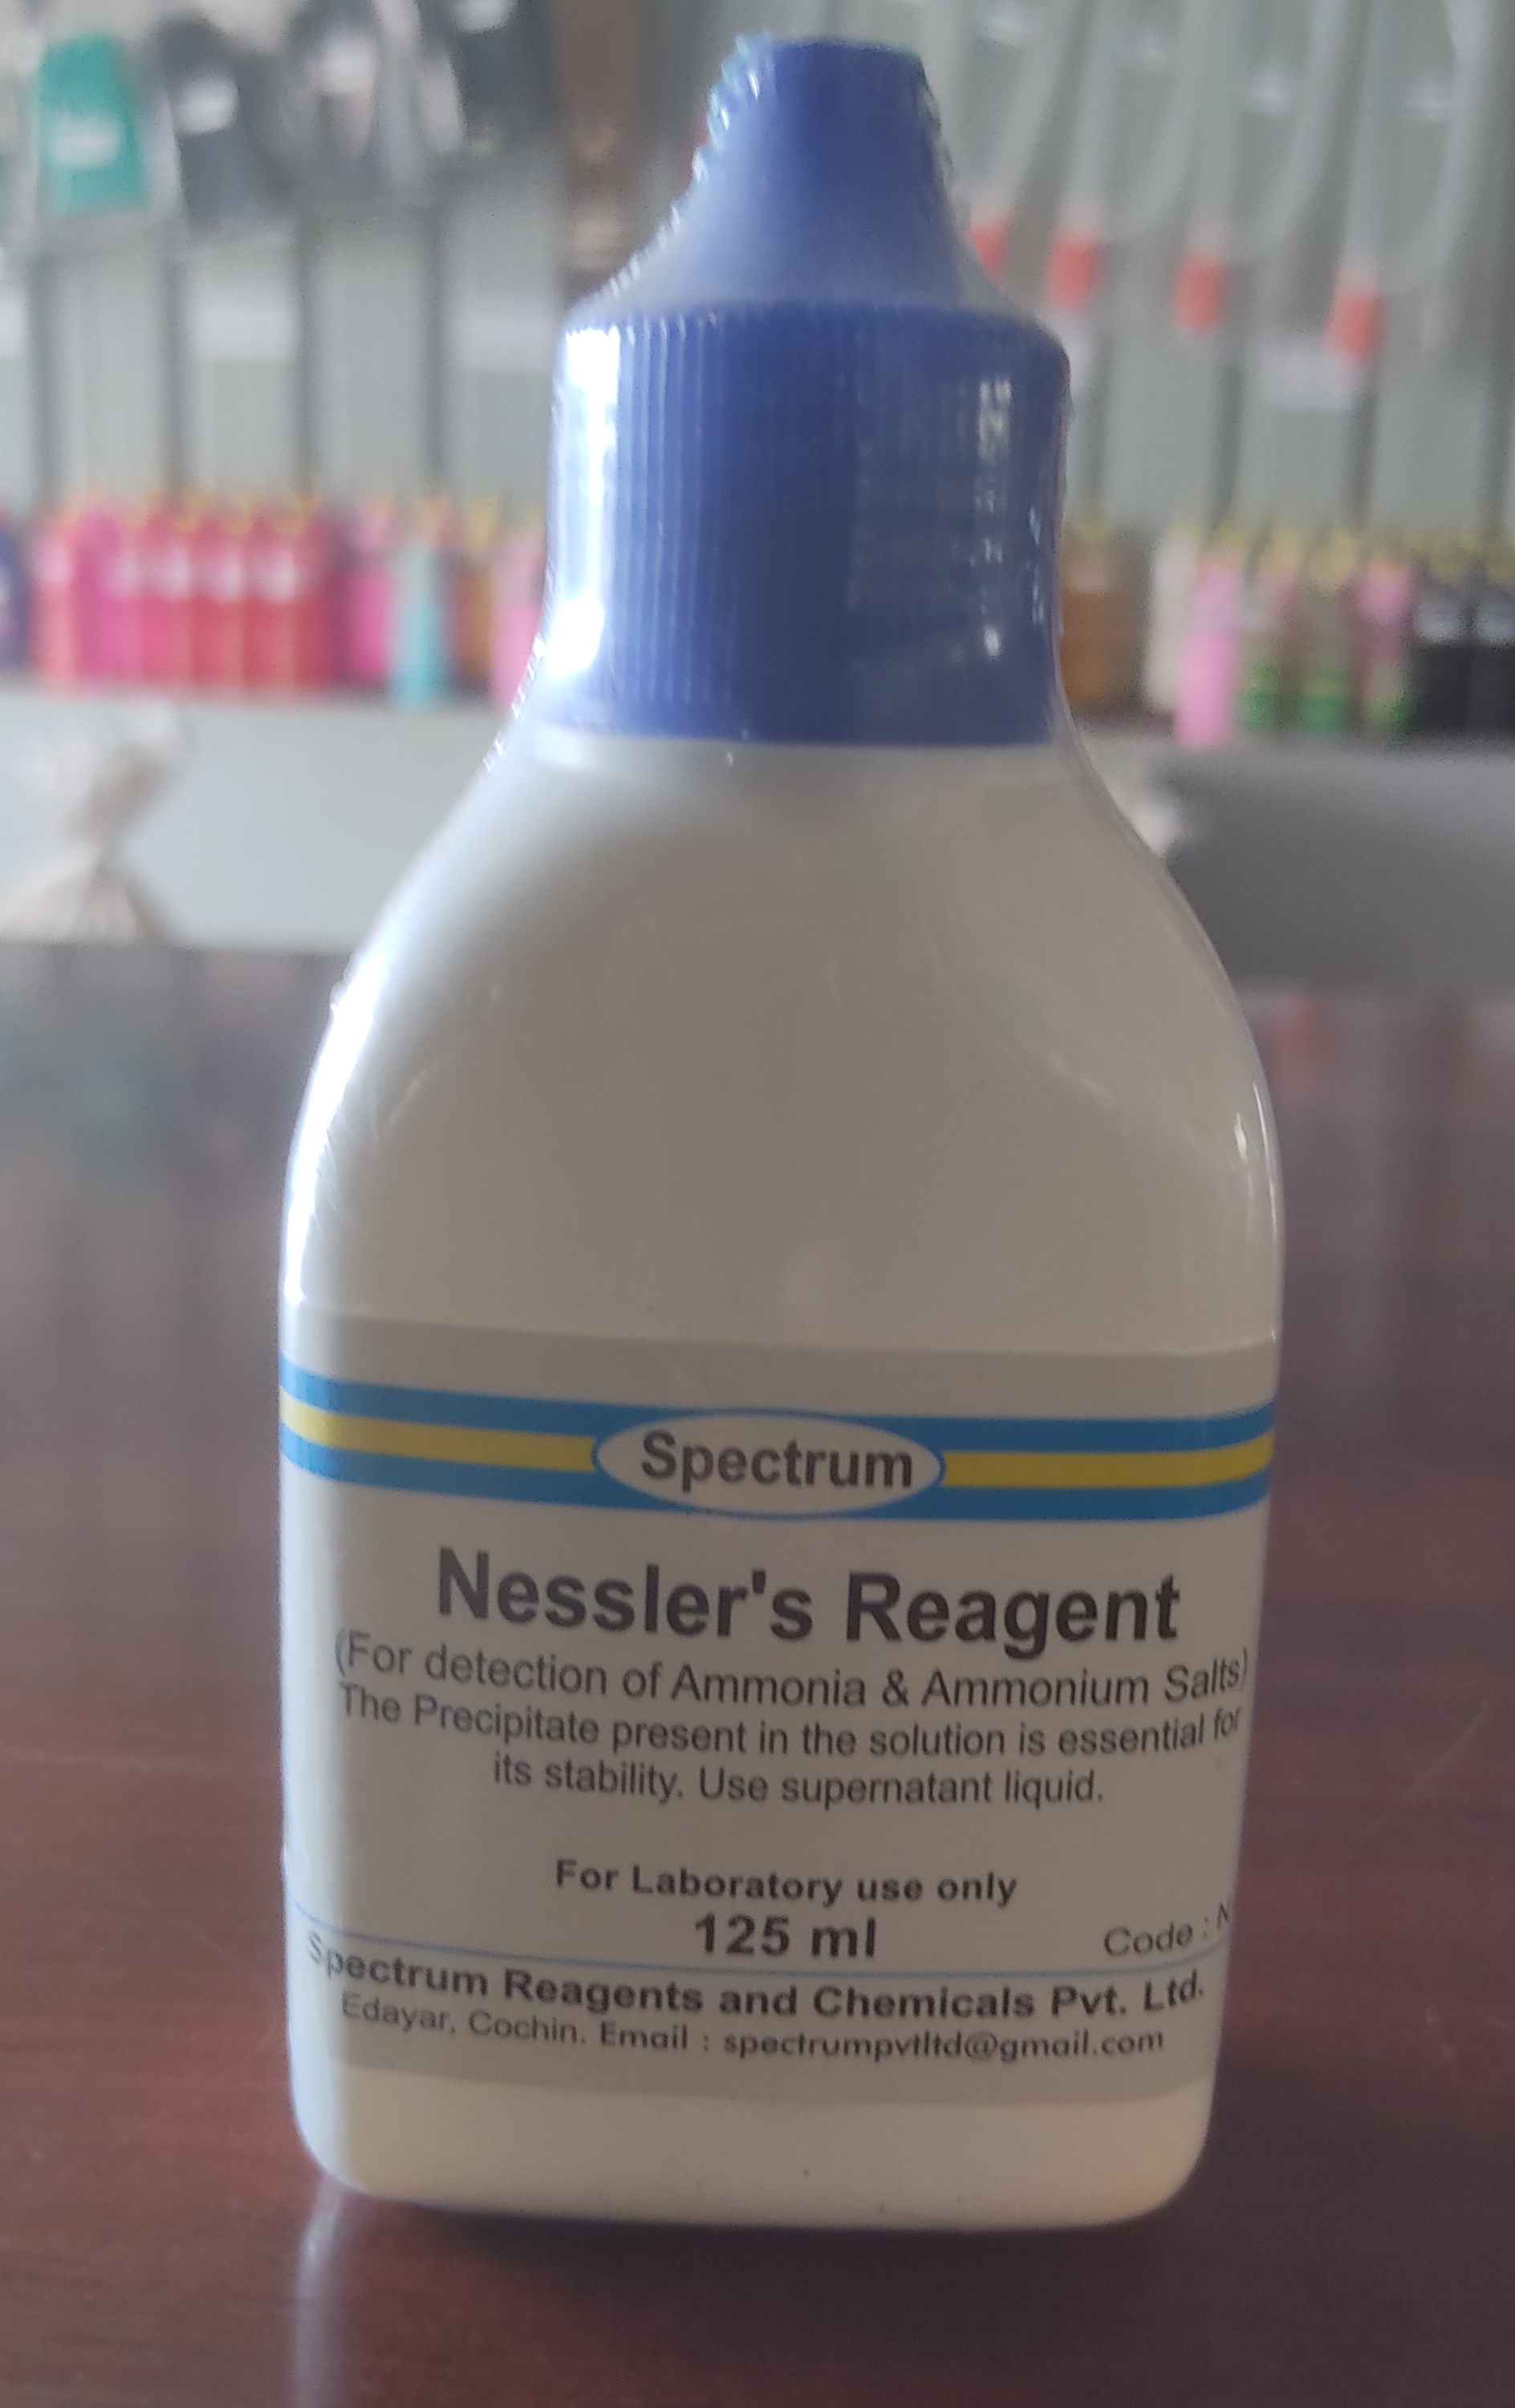 Spectrum
Nessler's Reagent
(For detection of Ammonia & Ammonium Salts)
The Precipitate present in the solution is essential for
its stability. Use supernatant liquid.
For Laboratory use only
125 ml
Code :
Spectrum Reagents and Chemicals Pvt. Ltd.
Edayar, Cochin. Email : spectrumpvtltd@gmail.com